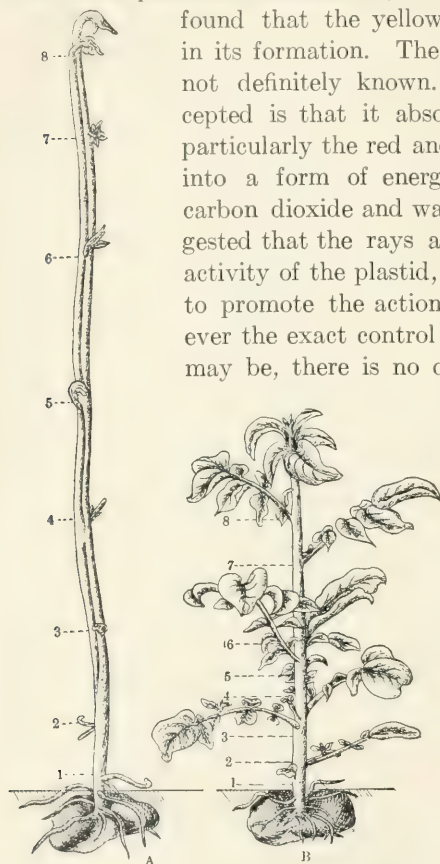 found that the yellow
in its formation. The
not definitely known.
cepted is that it abso
particularly the red and
into a form of energ
carbon dioxide and wa
gested that the rays a
activity of the plastid,
to promote the action
ever the exact control
may be, there is no
8
7
6
5
4
3
2
1
A
8
7
6
5
4
3
2
1
B